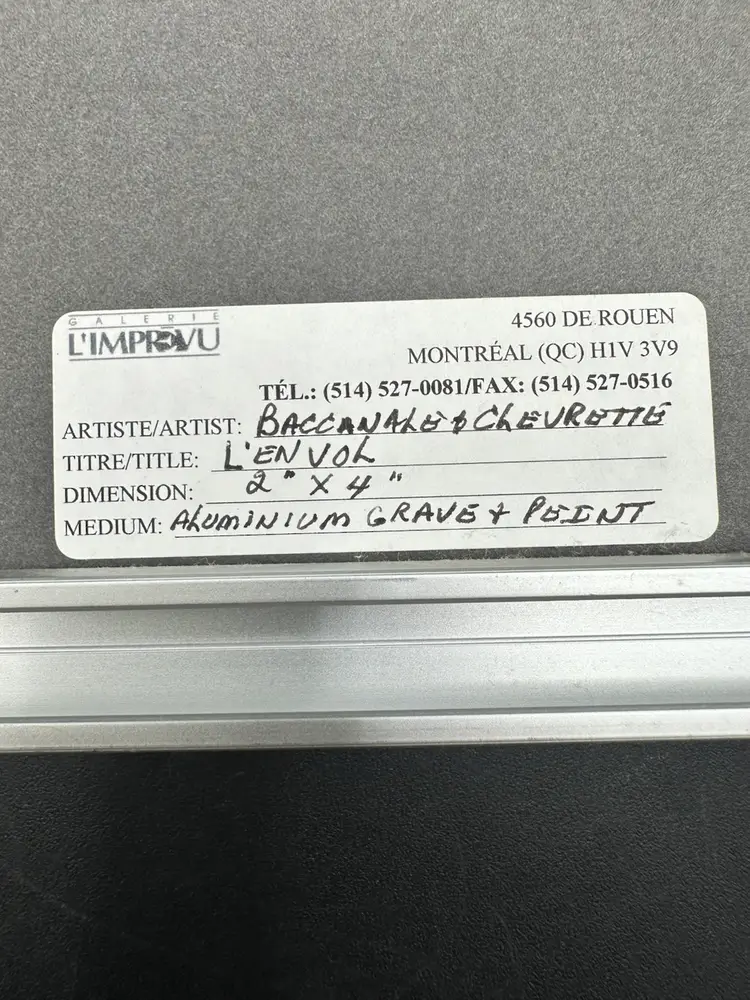 GALERIE
L'IMPRÉVU
4560 DE ROUEN
MONTRÉAL (QC) H1V 3V9
TÉL.: (514) 527-0081/FAX: (514) 527-0516
ARTISTE/ARTIST: BACCANALE & CHEVRETTE
TITRE/TITLE: L'ENVOL
DIMENSION: 2" X 4"
MEDIUM: ALUMINIUM GRAVE & PEINT